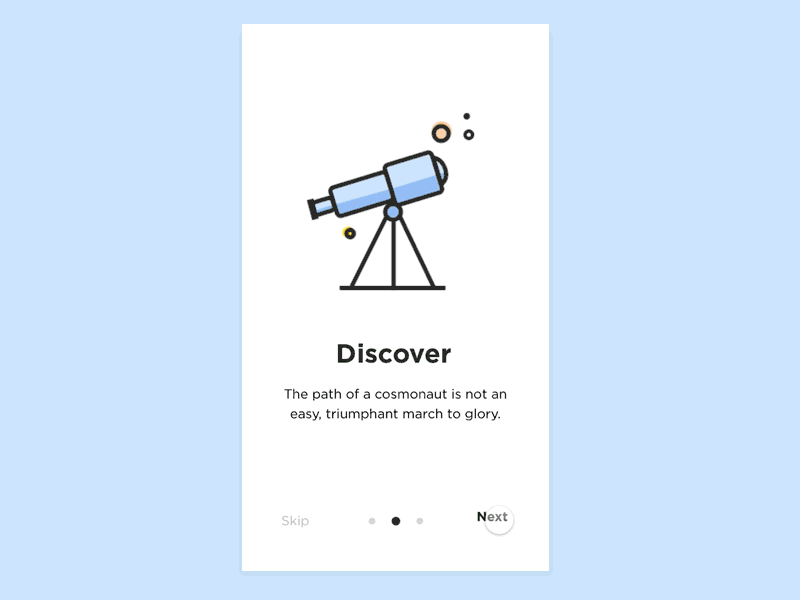 Discover
The path of a cosmonaut is not an
easy, triumphant march to glory.
Skip
Next